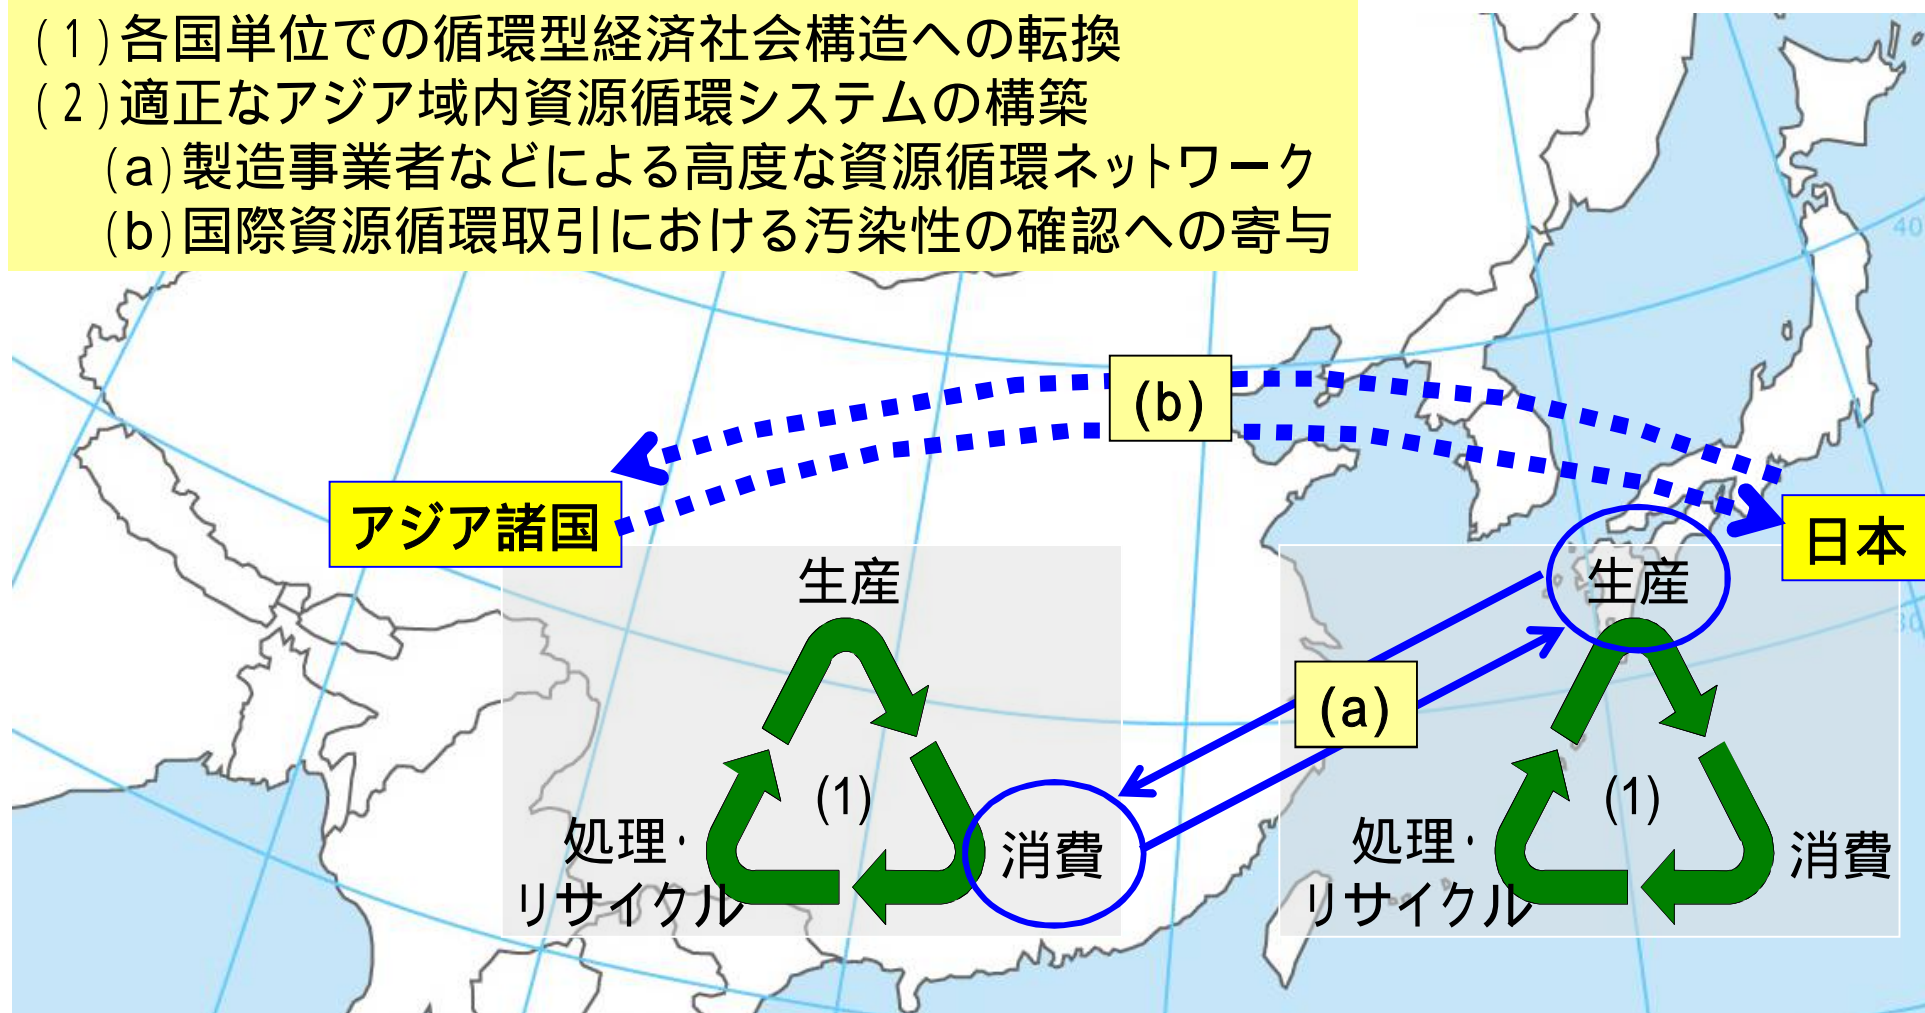 (1)各国単位での循環型経済社会構造への転換
(2)適正なアジア域内資源循環システムの構築
(a)製造事業者などによる高度な資源循環ネットワーク
(b)国際資源循環取引における汚染性の確認への寄与
40
(b)
アジア諸国
日本
生産
生産
30
(a)
(1)
(1)
処理・
リサイクル
消費
処理・
リサイクル
消費